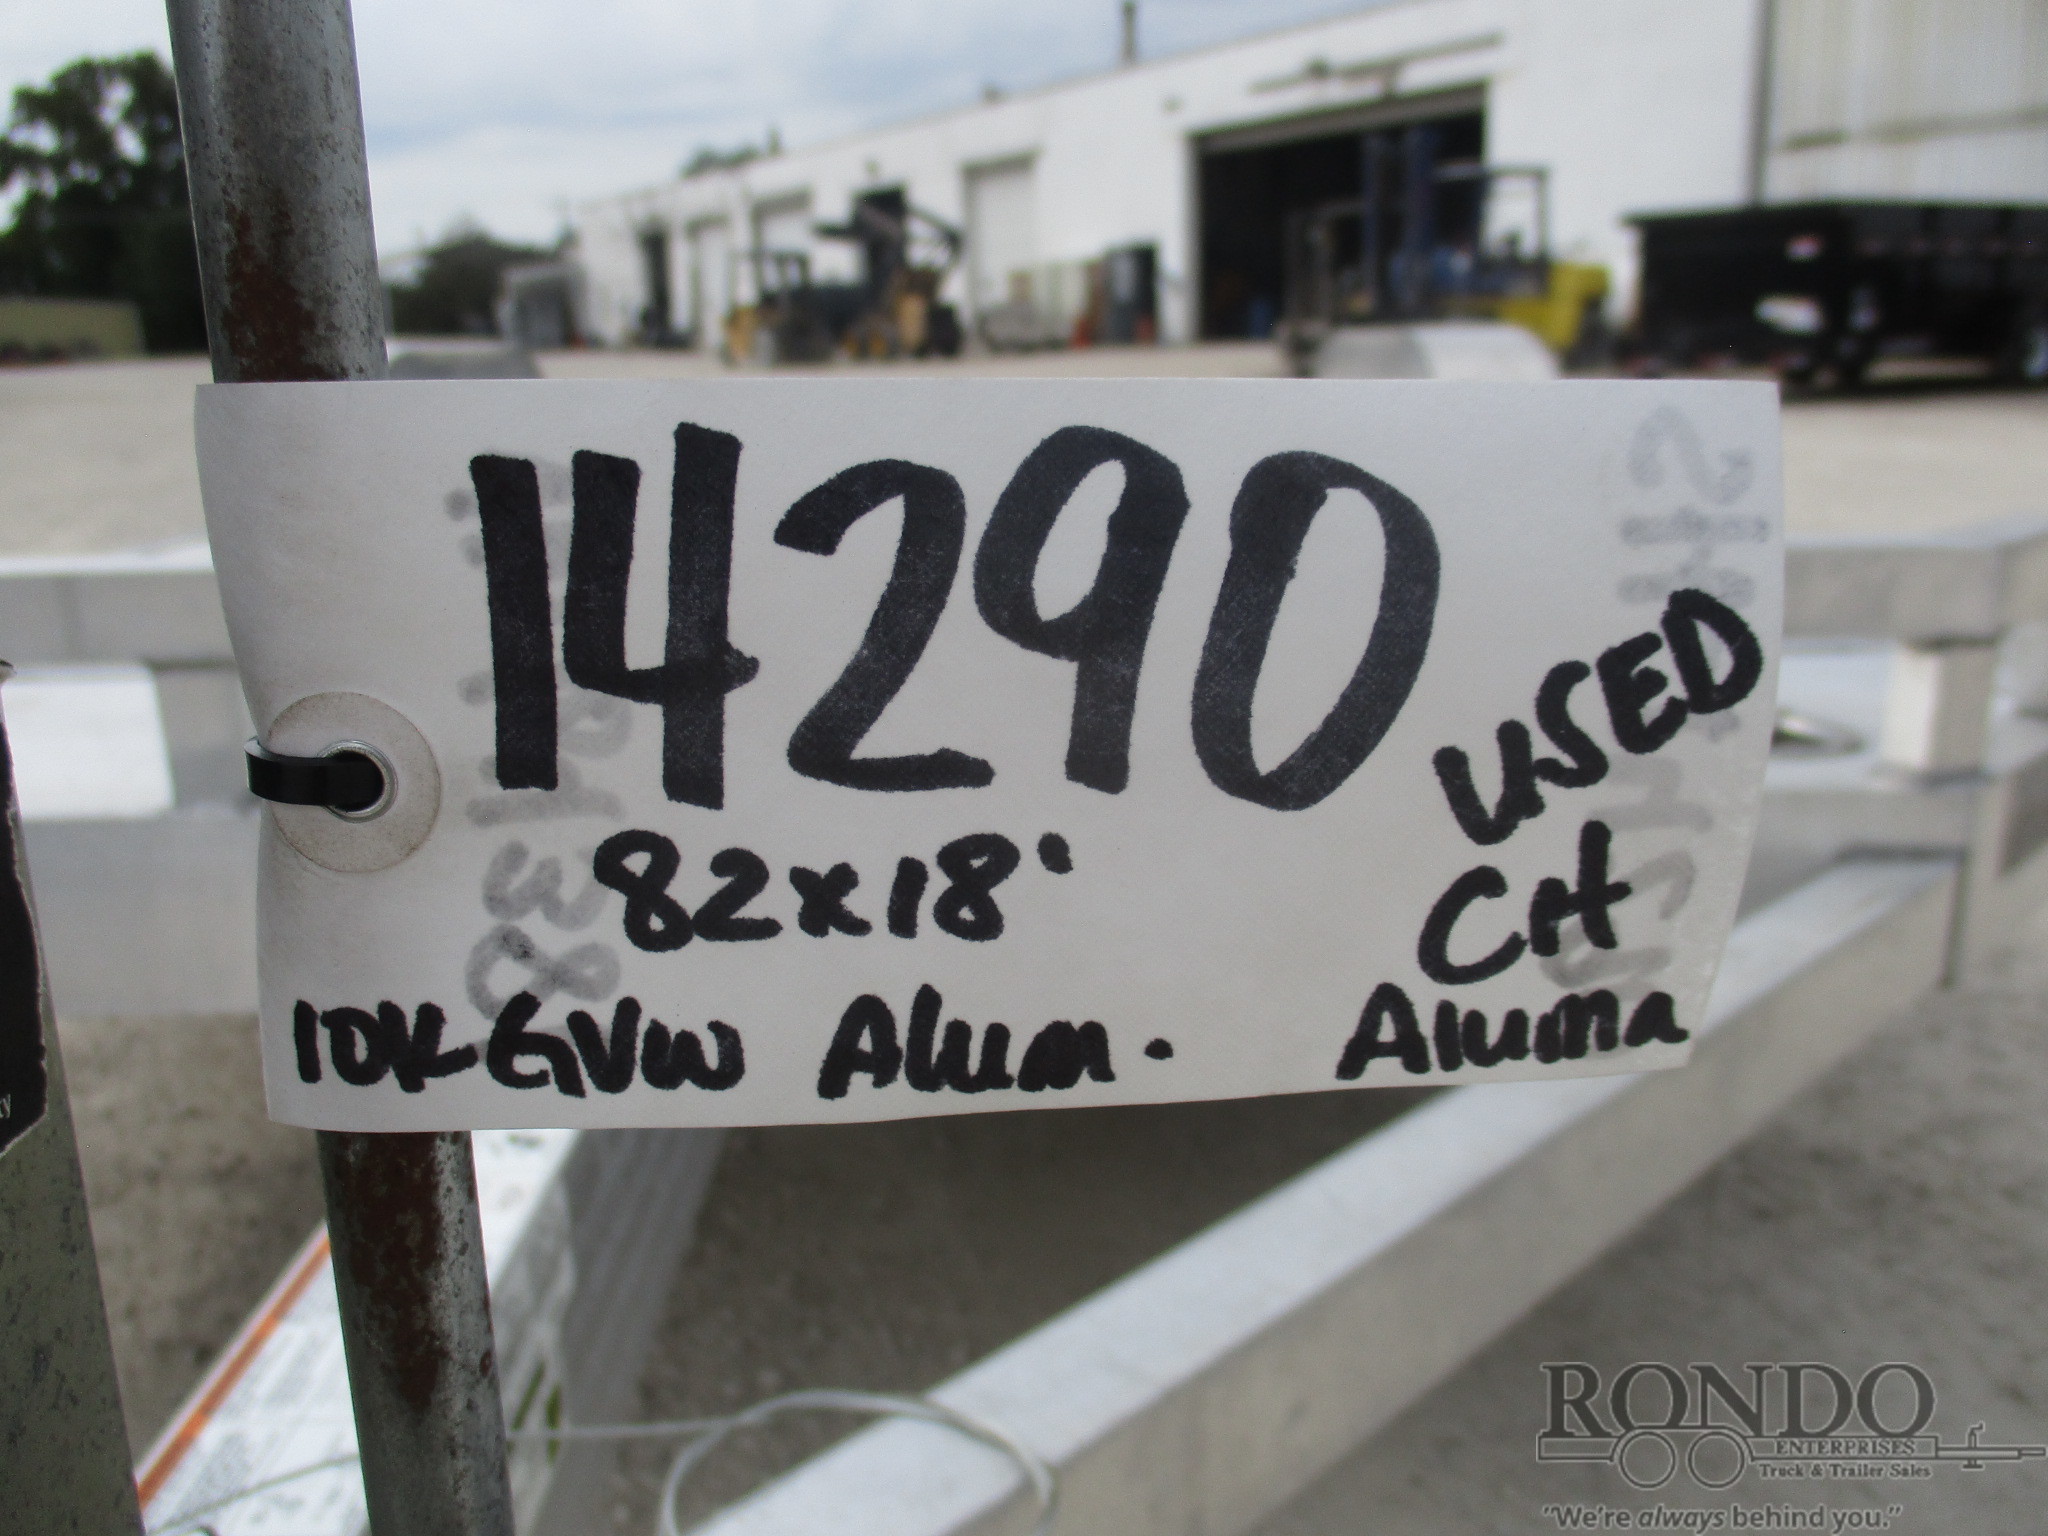 14290
USED
82x18'
CH
10K GVW Alum.
Aluma
RONDO
ENTERPRISES
Truck & Trailer Sales
"We're always behind you."